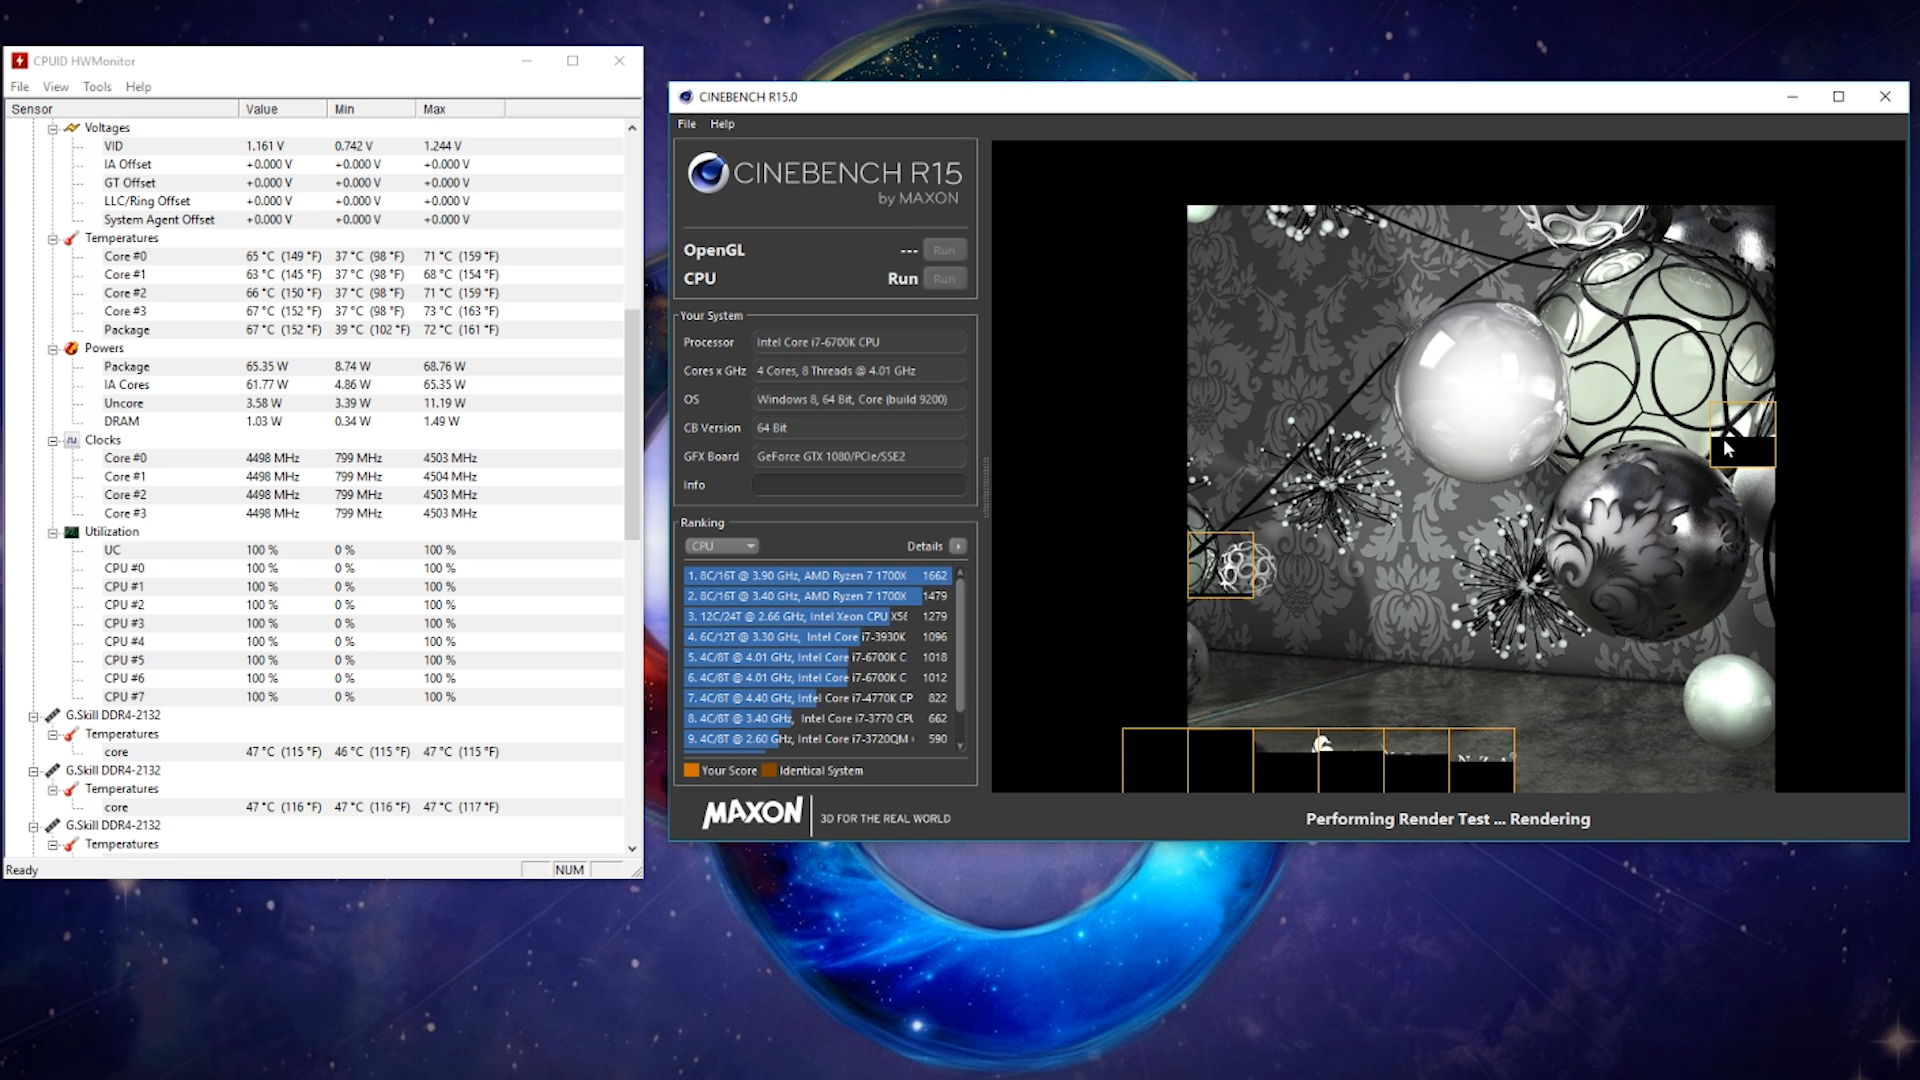 CPUID HWMonitor
File View Tools Help
Sensor Value Min Max
Voltages
VID 1.161 V 0.742 V 1.244 V
IA Offset +0.000 V +0.000 V +0.000 V
GT Offset +0.000 V +0.000 V +0.000 V
LLC/Ring Offset +0.000 V +0.000 V +0.000 V
System Agent Offset +0.000 V +0.000 V +0.000 V
Temperatures
Core #0 65 °C (149 °F) 37 °C (98 °F) 71 °C (159 °F)
Core #1 63 °C (145 °F) 37 °C (98 °F) 68 °C (154 °F)
Core #2 66 °C (150 °F) 37 °C (98 °F) 71 °C (159 °F)
Core #3 67 °C (152 °F) 37 °C (98 °F) 73 °C (163 °F)
Package 67 °C (152 °F) 39 °C (102 °F) 72 °C (161 °F)
Powers
Package 65.35 W 8.74 W 68.76 W
IA Cores 61.77 W 4.86 W 65.35 W
Uncore 3.58 W 3.39 W 11.19 W
DRAM 1.03 W 0.34 W 1.49 W
Clocks
Core #0 4498 MHz 799 MHz 4503 MHz
Core #1 4498 MHz 799 MHz 4504 MHz
Core #2 4498 MHz 799 MHz 4503 MHz
Core #3 4498 MHz 799 MHz 4503 MHz
Utilization
UC 100 % 0 % 100 %
CPU #0 100 % 0 % 100 %
CPU #1 100 % 0 % 100 %
CPU #2 100 % 0 % 100 %
CPU #3 100 % 0 % 100 %
CPU #4 100 % 0 % 100 %
CPU #5 100 % 0 % 100 %
CPU #6 100 % 0 % 100 %
CPU #7 100 % 0 % 100 %
G.Skill DDR4-2132
Temperatures
core 47 °C (115 °F) 46 °C (115 °F) 47 °C (115 °F)
G.Skill DDR4-2132
Temperatures
core 47 °C (116 °F) 47 °C (116 °F) 47 °C (117 °F)
G.Skill DDR4-2132
Temperatures
Ready NUM
CINEBENCH R15.0
File Help
CINEBENCH R15
by MAXON
OpenGL --- Run
CPU Run Run
Your System
Processor Intel Core i7-6700K CPU
Cores x GHz 4 Cores, 8 Threads @ 4.01 GHz
OS Windows 8, 64 Bit, Core (build 9200)
CB Version 64 Bit
GFX Board GeForce GTX 1080/PCIe/SSE2
Info
Ranking
CPU Details
1. 8C/16T @ 3.90 GHz, AMD Ryzen 7 1700X 1662
2. 8C/16T @ 3.40 GHz, AMD Ryzen 7 1700X 1479
3. 12C/24T @ 2.66 GHz, Intel Xeon CPU X56 1279
4. 6C/12T @ 3.30 GHz, Intel Core i7-3930K 1096
5. 4C/8T @ 4.01 GHz, Intel Core i7-6700K C 1018
6. 4C/8T @ 4.01 GHz, Intel Core i7-6700K C 1012
7. 4C/8T @ 4.40 GHz, Intel Core i7-4770K CP 822
8. 4C/8T @ 3.40 GHz, Intel Core i7-3770 CPU 662
9. 4C/8T @ 2.60 GHz, Intel Core i7-3720QM 590
Your Score Identical System
MAXON 3D FOR THE REAL WORLD
Performing Render Test ... Rendering